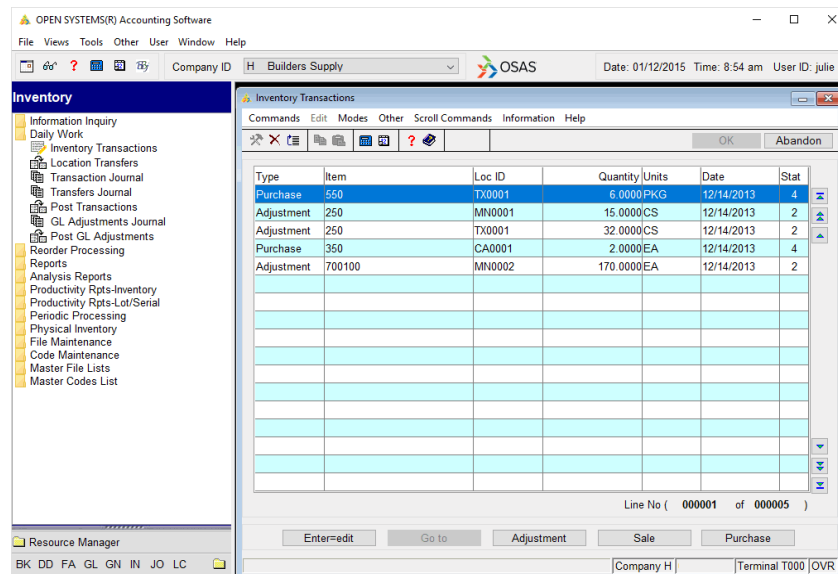 OPEN SYSTEMS(R) Accounting Software
File Views Tools Other User Window Help
Company ID H Builders Supply OSAS Date: 01/12/2015 Time: 8:54 am User ID: julie
Inventory
Information Inquiry
Daily Work
Inventory Transactions
Location Transfers
Transaction Journal
Transfers Journal
Post Transactions
GL Adjustments Journal
Post GL Adjustments
Reorder Processing
Reports
Analysis Reports
Productivity Rpts-Inventory
Productivity Rpts-Lot/Serial
Periodic Processing
Physical Inventory
File Maintenance
Code Maintenance
Master File Lists
Master Codes List
Resource Manager
BK DD FA GL GN IN JO LC
Inventory Transactions
Commands Edit Modes Other Scroll Commands Information Help
OK Abandon
Type Item Loc ID Quantity Units Date Stat
Purchase 550 TX0001 6.0000 PKG 12/14/2013 4
Adjustment 250 MN0001 15.0000 CS 12/14/2013 2
Adjustment 250 TX0001 32.0000 CS 12/14/2013 2
Purchase 350 CA0001 2.0000 EA 12/14/2013 4
Adjustment 700100 MN0002 170.0000 EA 12/14/2013 2
Line No ( 000001 of 000005 )
Enter=edit Go to Adjustment Sale Purchase
Company H Terminal T000 OVR